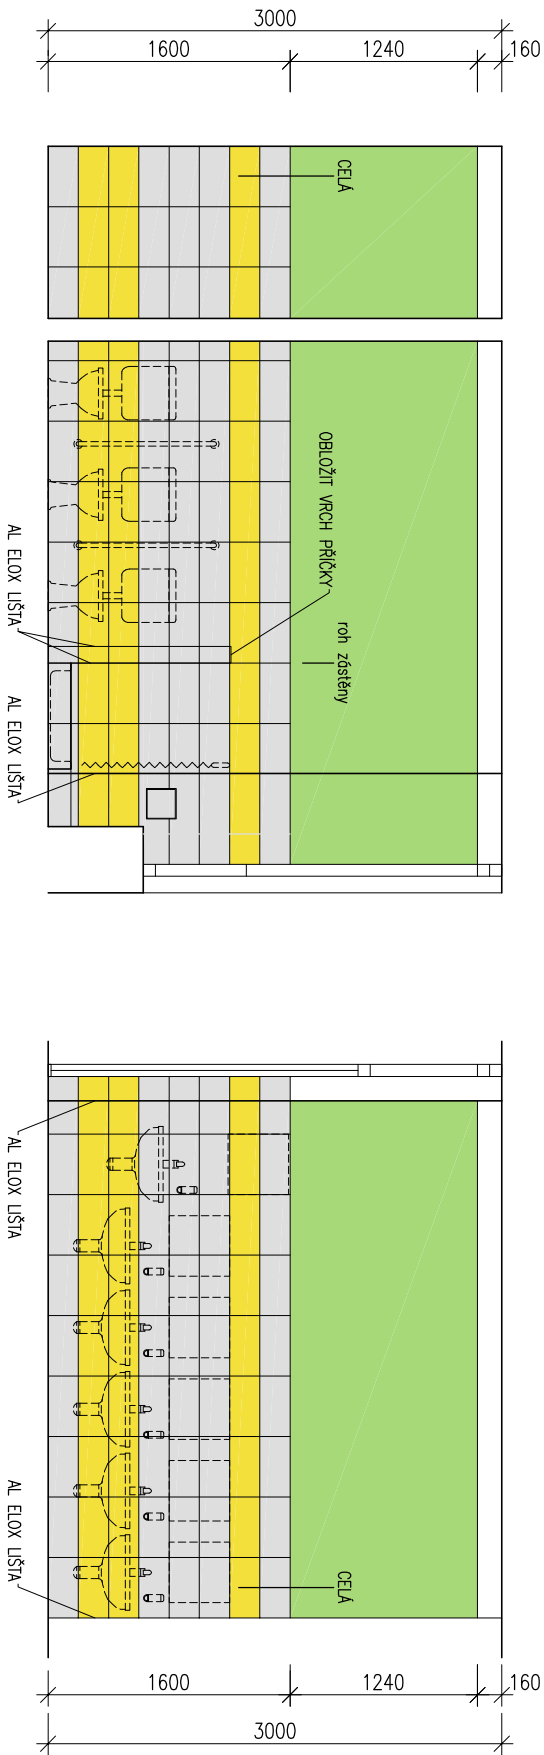 3000
1600
1240
160
CELÁ
OBLOŽIT VRCH PŘÍČKY
AL ELOX LIŠTA
roh zástěny
AL ELOX LIŠTA
AL ELOX LIŠTA
AL ELOX LIŠTA
CELÁ
1600
1240
160
3000